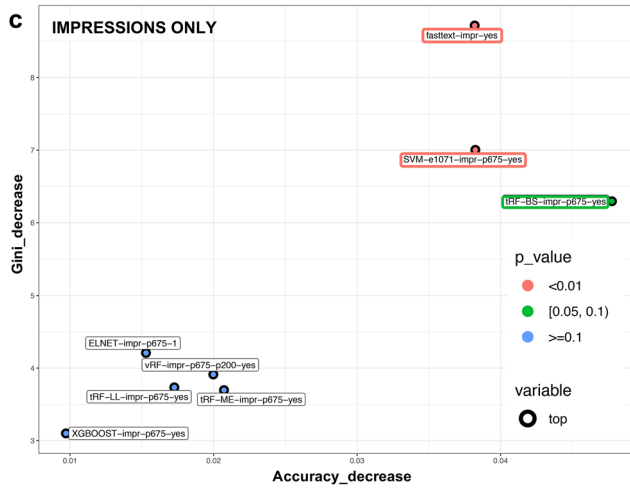 c
IMPRESSIONS ONLY
fasttext-impr-yes
SVM-e1071-impr-p675-yes
tRF-BS-impr-p675-yes
ELNET-impr-p675-1
vRF-impr-p675-p200-yes
tRF-LL-impr-p675-yes
tRF-ME-impr-p675-yes
XGBOOST-impr-p675-yes
8
7
6
5
4
3
Gini_decrease
0.01
0.02
0.03
0.04
Accuracy_decrease
p_value
<0.01
[0.05, 0.1)
>=0.1
variable
top